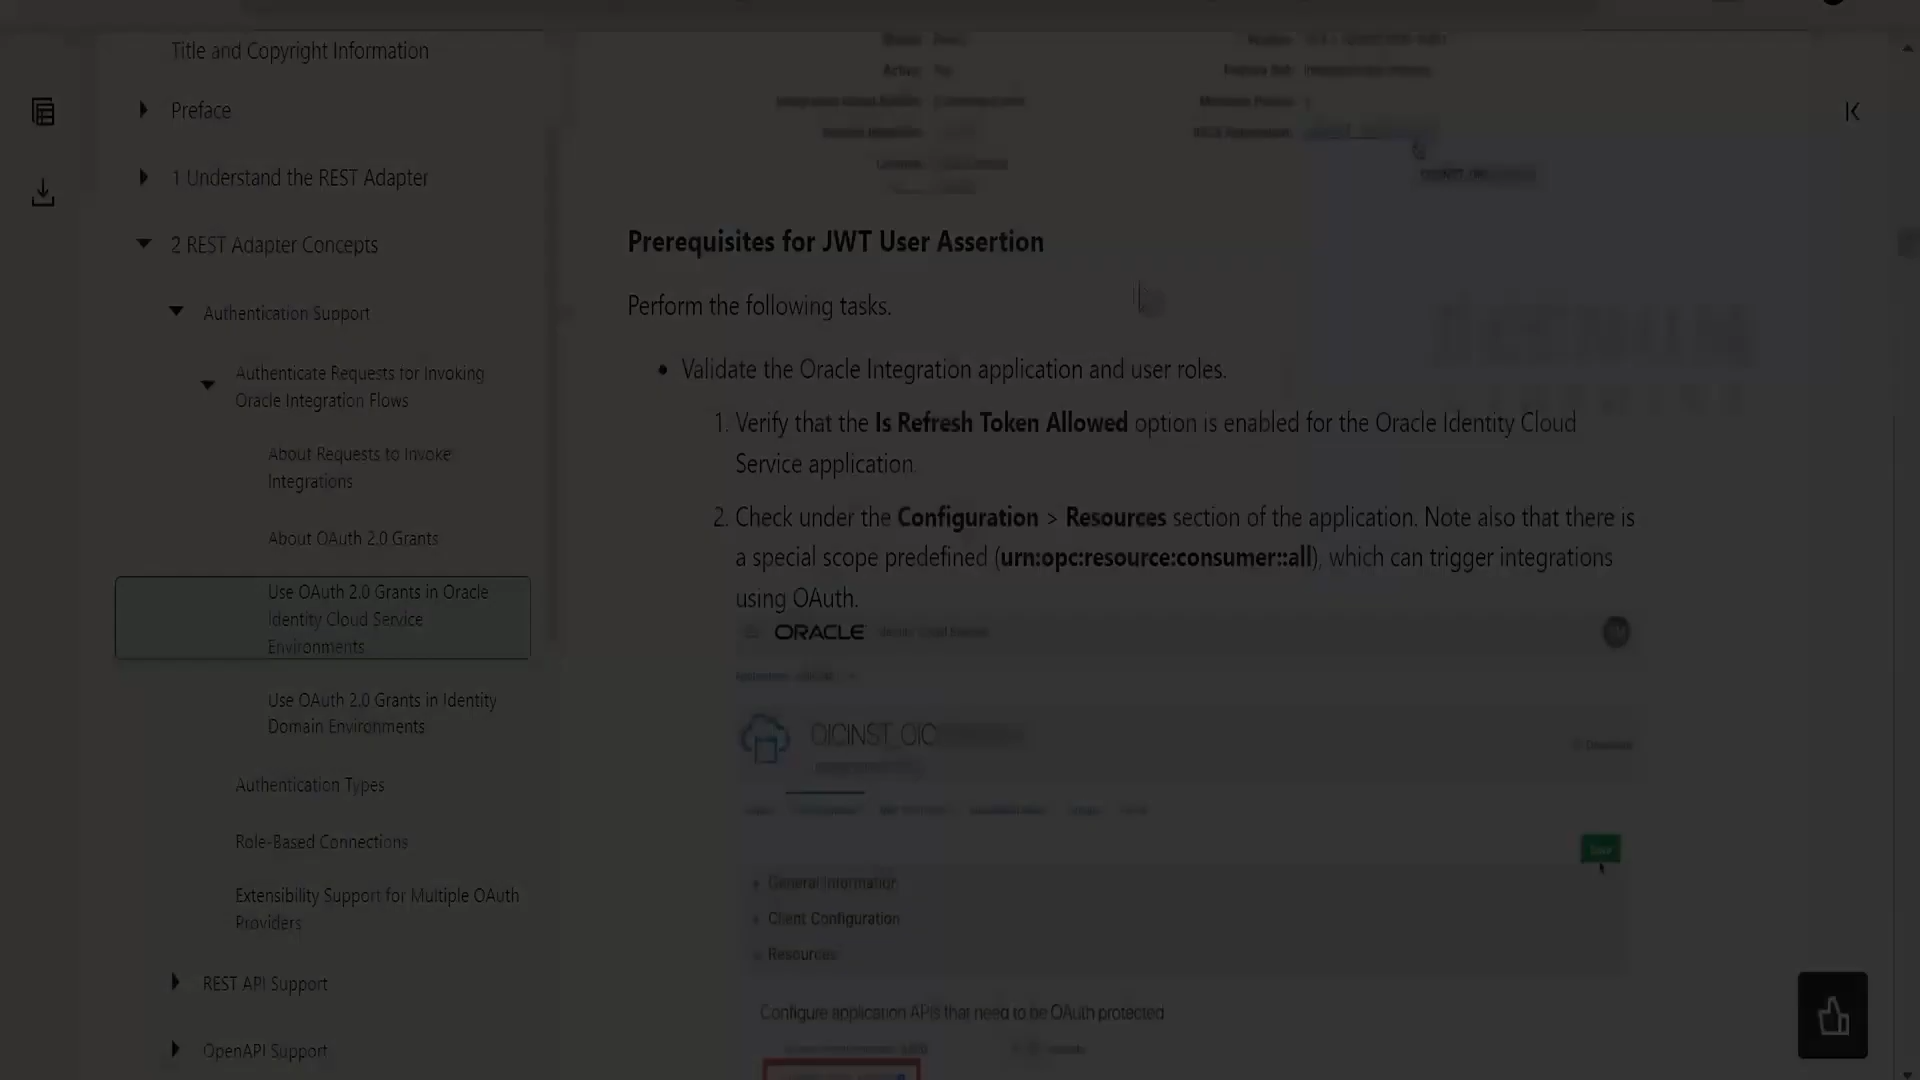 Title and Copyright Information
Preface
1 Understand the REST Adapter
2 REST Adapter Concepts
Authentication Support
Authenticate Requests for Invoking
Oracle Integration Flows
About Requests to Invoke
Integrations
About OAuth 2.0 Grants
Use OAuth 2.0 Grants in Oracle
Identity Cloud Service
Environments
Use OAuth 2.0 Grants in Identity
Domain Environments
Authentication Types
Role-Based Connections
Extensibility Support for Multiple OAuth
Providers
REST API Support
OpenAPI Support
Prerequisites for JWT User Assertion
Perform the following tasks.
• Validate the Oracle Integration application and user roles.
1. Verify that the Is Refresh Token Allowed option is enabled for the Oracle Identity Cloud
Service application.
2. Check under the Configuration > Resources section of the application. Note also that there is
a special scope predefined (urn:opc:resource:consumer::all), which can trigger integrations
using OAuth.
ORACLE
OICINST_OIC
Save
General Information
Client Configuration
Resources
Configure application APIs that need to be OAuth protected